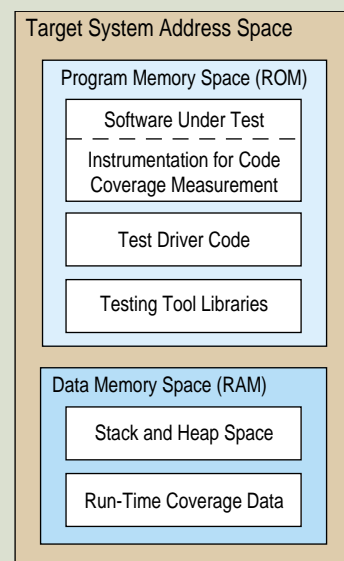 Target System Address Space
Program Memory Space (ROM)
Software Under Test
Instrumentation for Code
Coverage Measurement
Test Driver Code
Testing Tool Libraries
Data Memory Space (RAM)
Stack and Heap Space
Run-Time Coverage Data